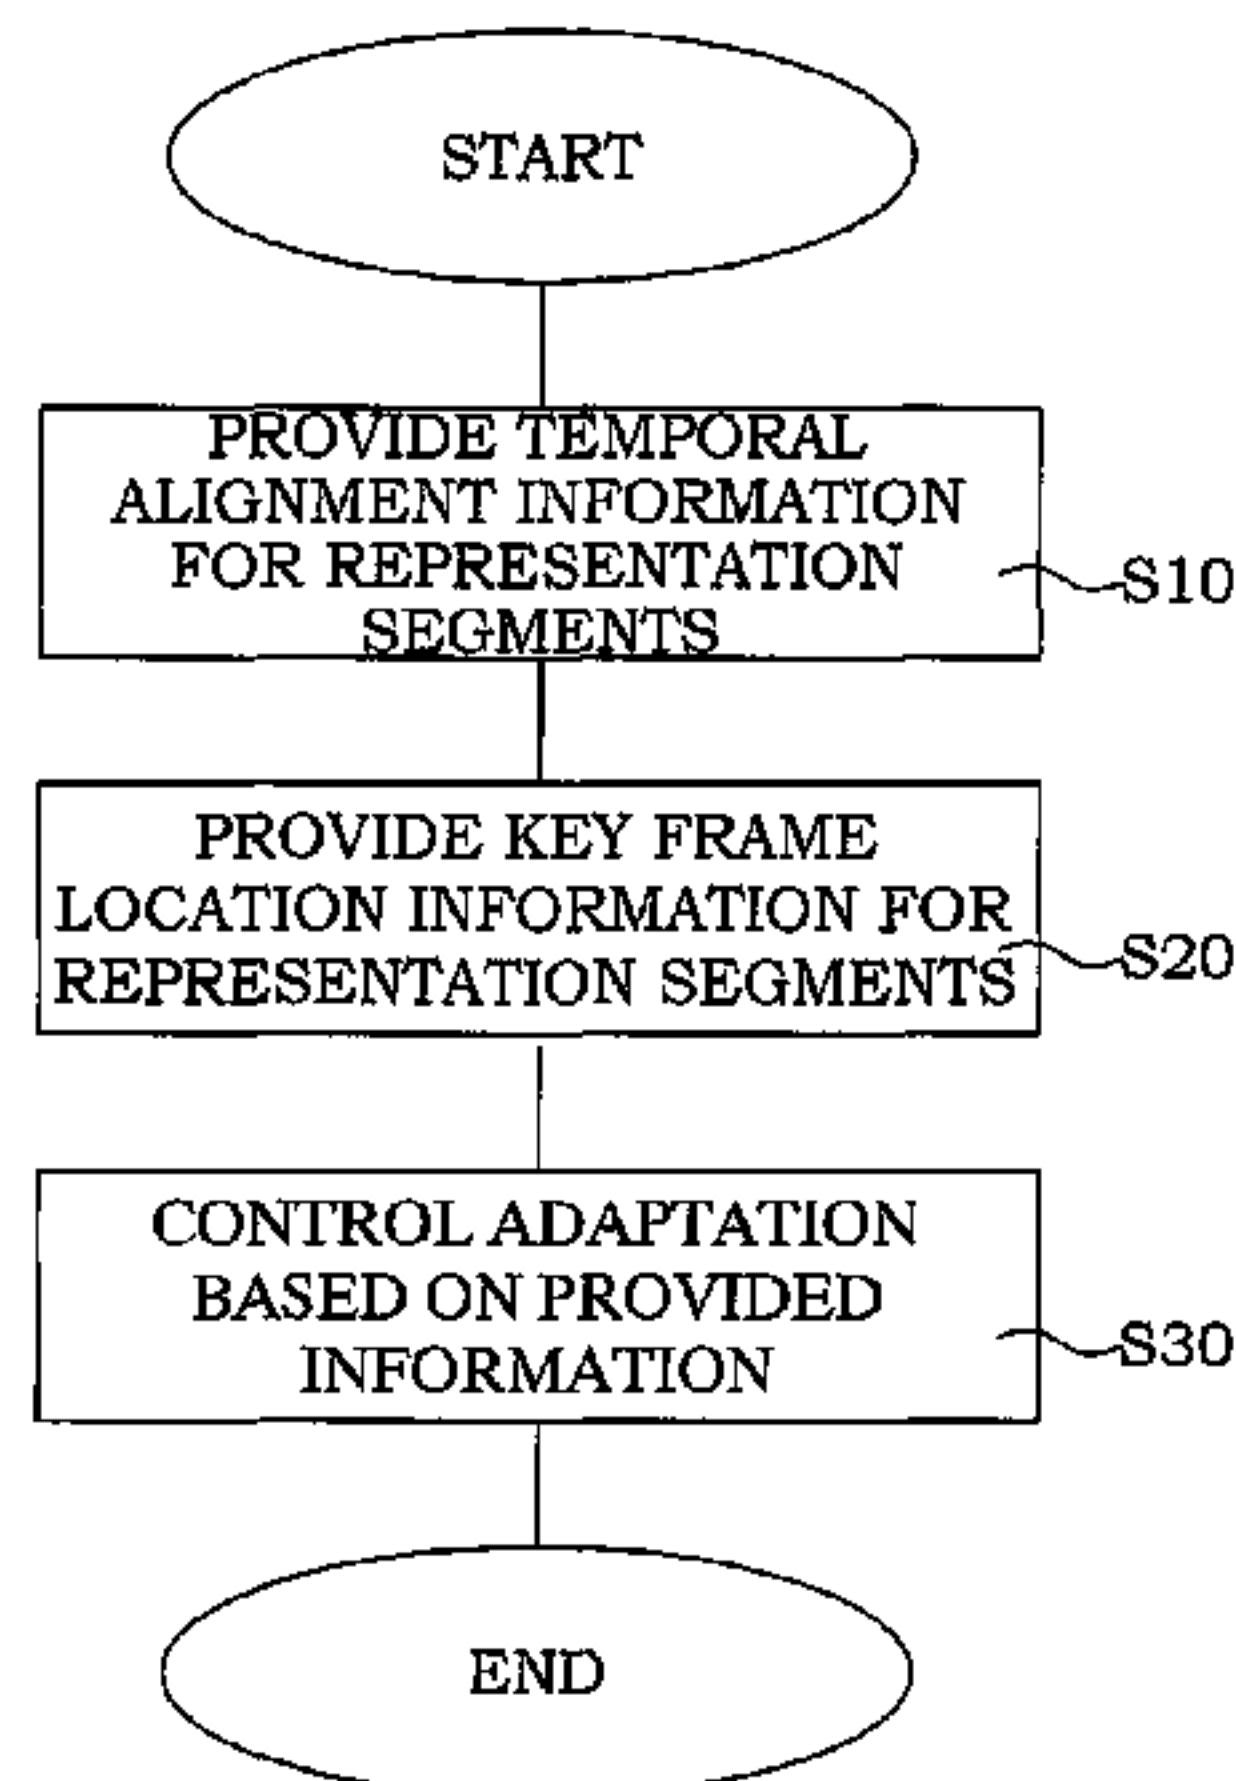 START
PROVIDE TEMPORAL
ALIGNMENT INFORMATION
FOR REPRESENTATION
SEGMENTS
S10
PROVIDE KEY FRAME
LOCATION INFORMATION FOR
REPRESENTATION SEGMENTS
S20
CONTROL ADAPTATION
BASED ON PROVIDED
INFORMATION
S30
END